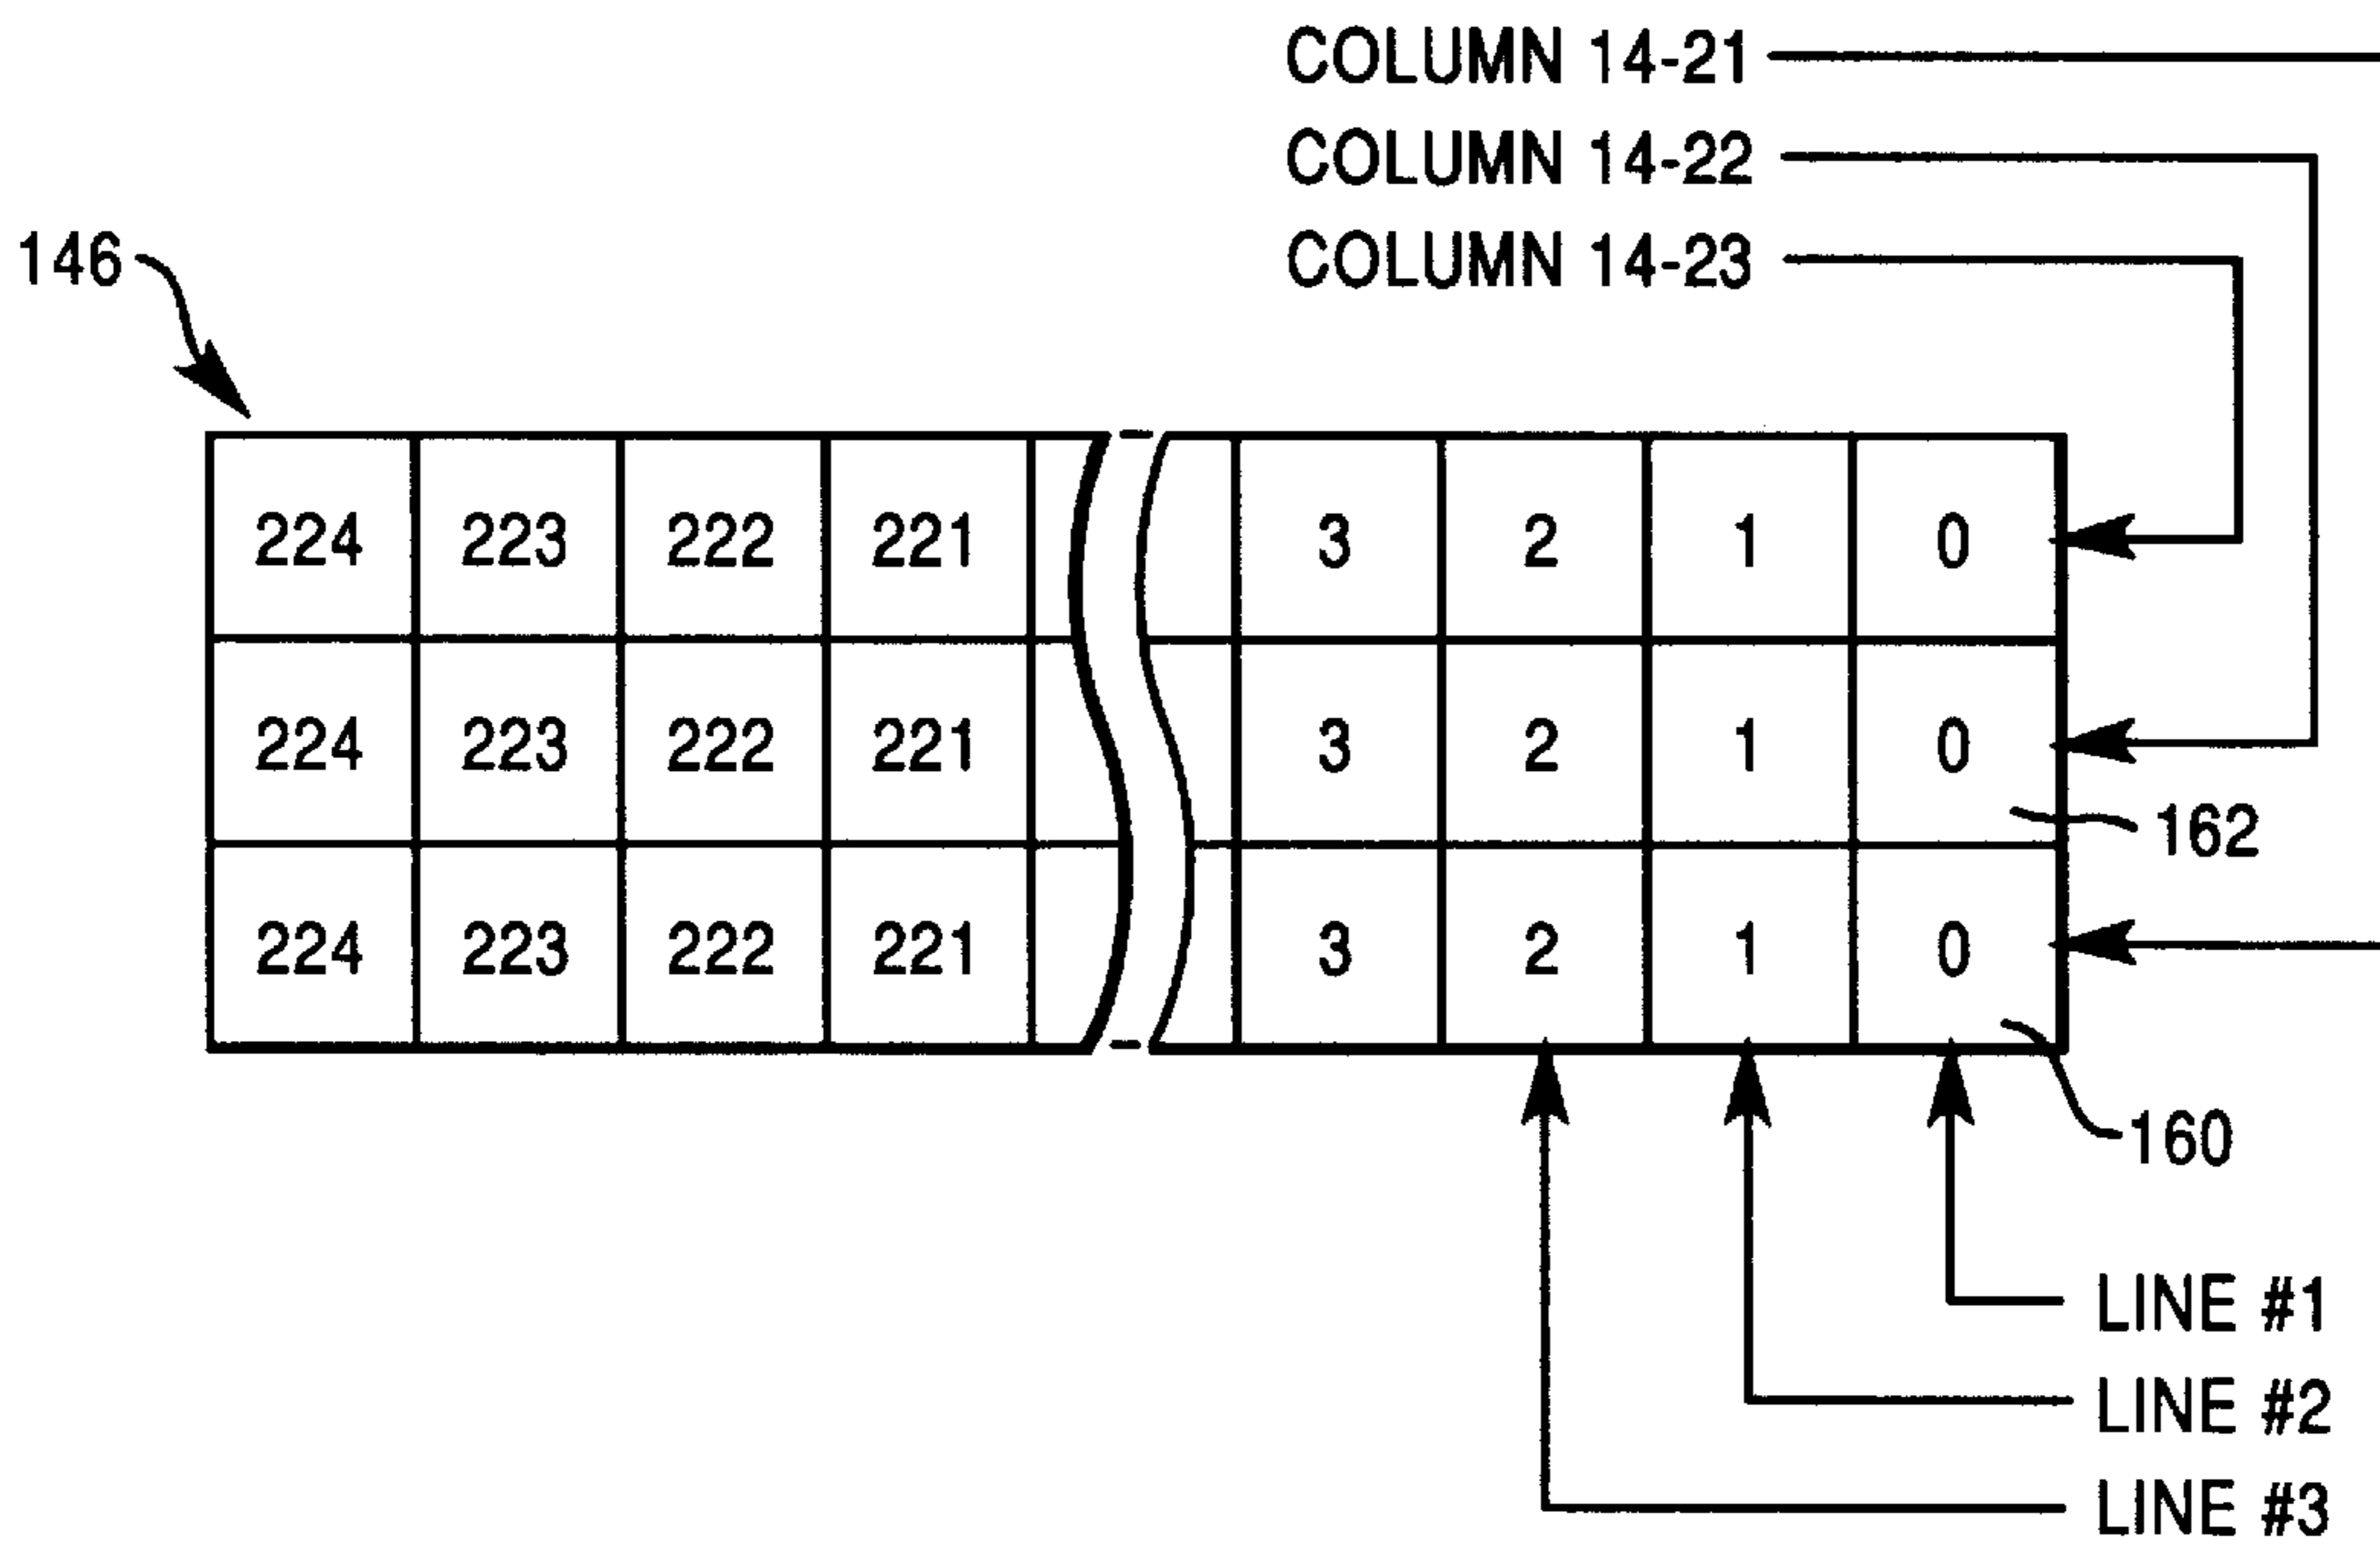 COLUMN 14-21
COLUMN 14-22
COLUMN 14-23
146
224 223 222 221 3 2 1 0
224 223 222 221 3 2 1 0
162
224 223 222 221 3 2 1 0
160
LINE #1
LINE #2
LINE #3